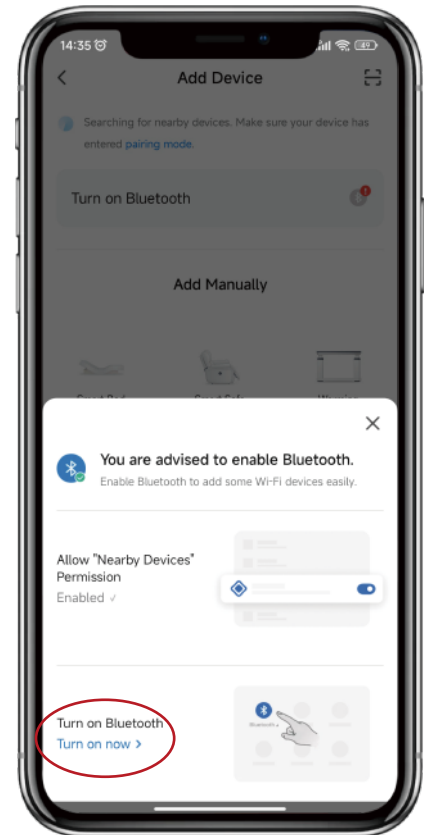 14:35
49
Add Device
Searching for nearby devices. Make sure your device has
entered pairing mode.
Turn on Bluetooth
Add Manually
You are advised to enable Bluetooth.
Enable Bluetooth to add some Wi-Fi devices easily.
Allow "Nearby Devices"
Permission
Enabled √
Turn on Bluetooth
Turn on now >